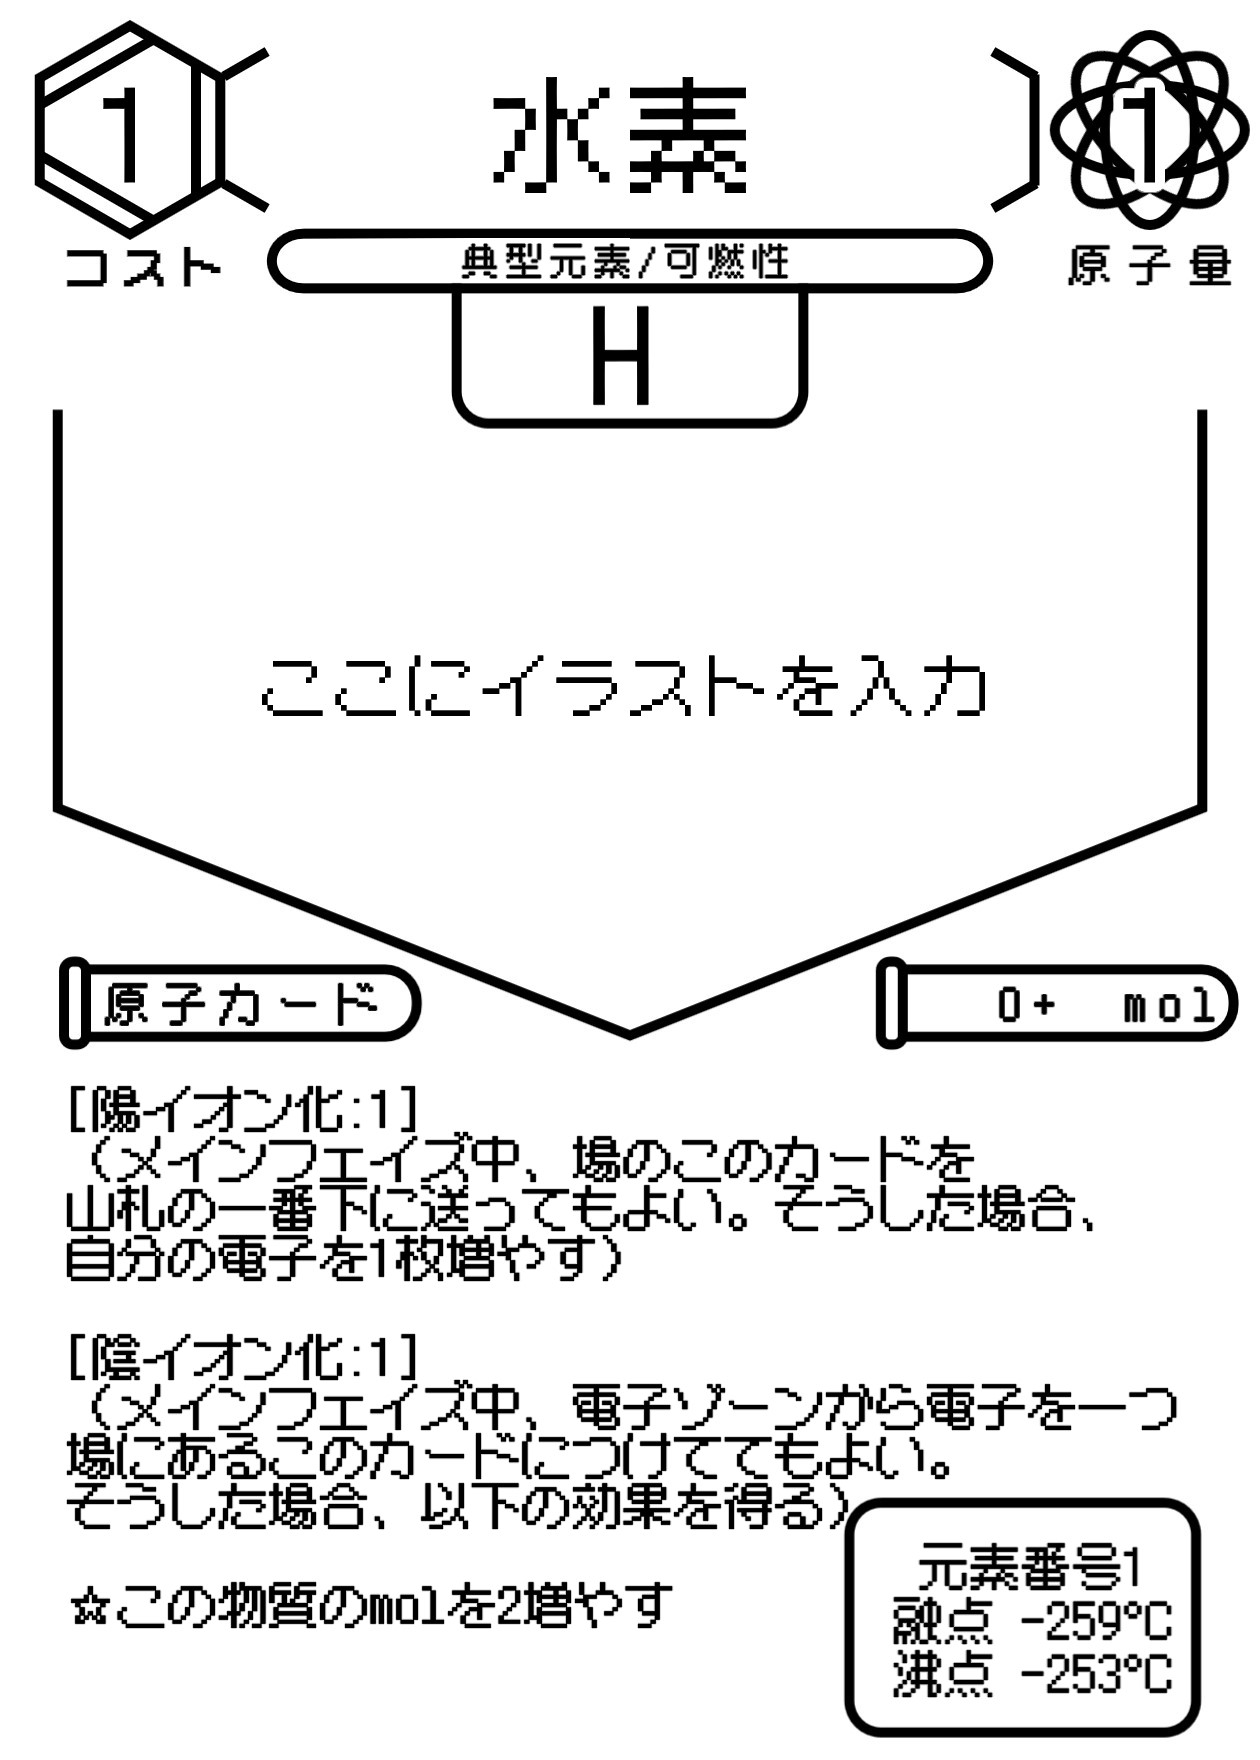 1
水素
1
コスト
典型元素/可燃性
原子量
H
ここにイラストを入力
原子カード
0+ mol
[陽イオン化:1]
（メインフェイズ中、場のこのカードを
山札の一番下に送ってもよい。そうした場合、
自分の電子を1枚増やす）
[陰イオン化:1]
（メインフェイズ中、電子ゾーンから電子を一つ
場にあるこのカードにつけててもよい。
そうした場合、以下の効果を得る）
☆この物質のmolを2増やす
元素番号1
融点 -259℃
沸点 -253℃